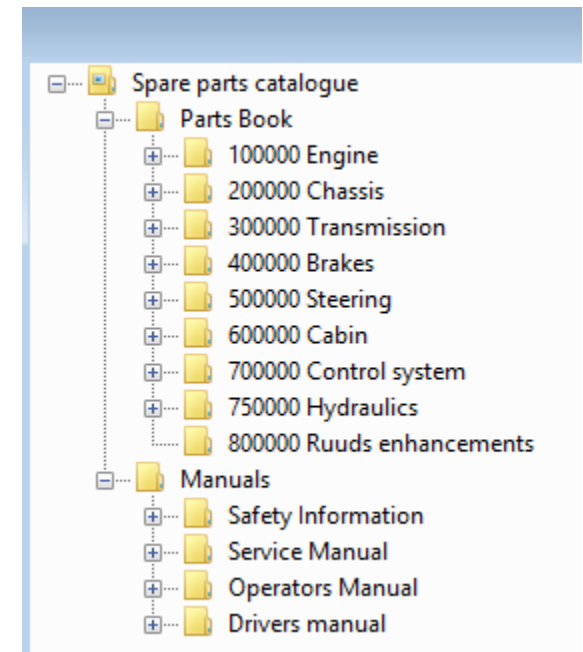 Spare parts catalogue
Parts Book
100000 Engine
200000 Chassis
300000 Transmission
400000 Brakes
500000 Steering
600000 Cabin
700000 Control system
750000 Hydraulics
800000 Ruuds enhancements
Manuals
Safety Information
Service Manual
Operators Manual
Drivers manual